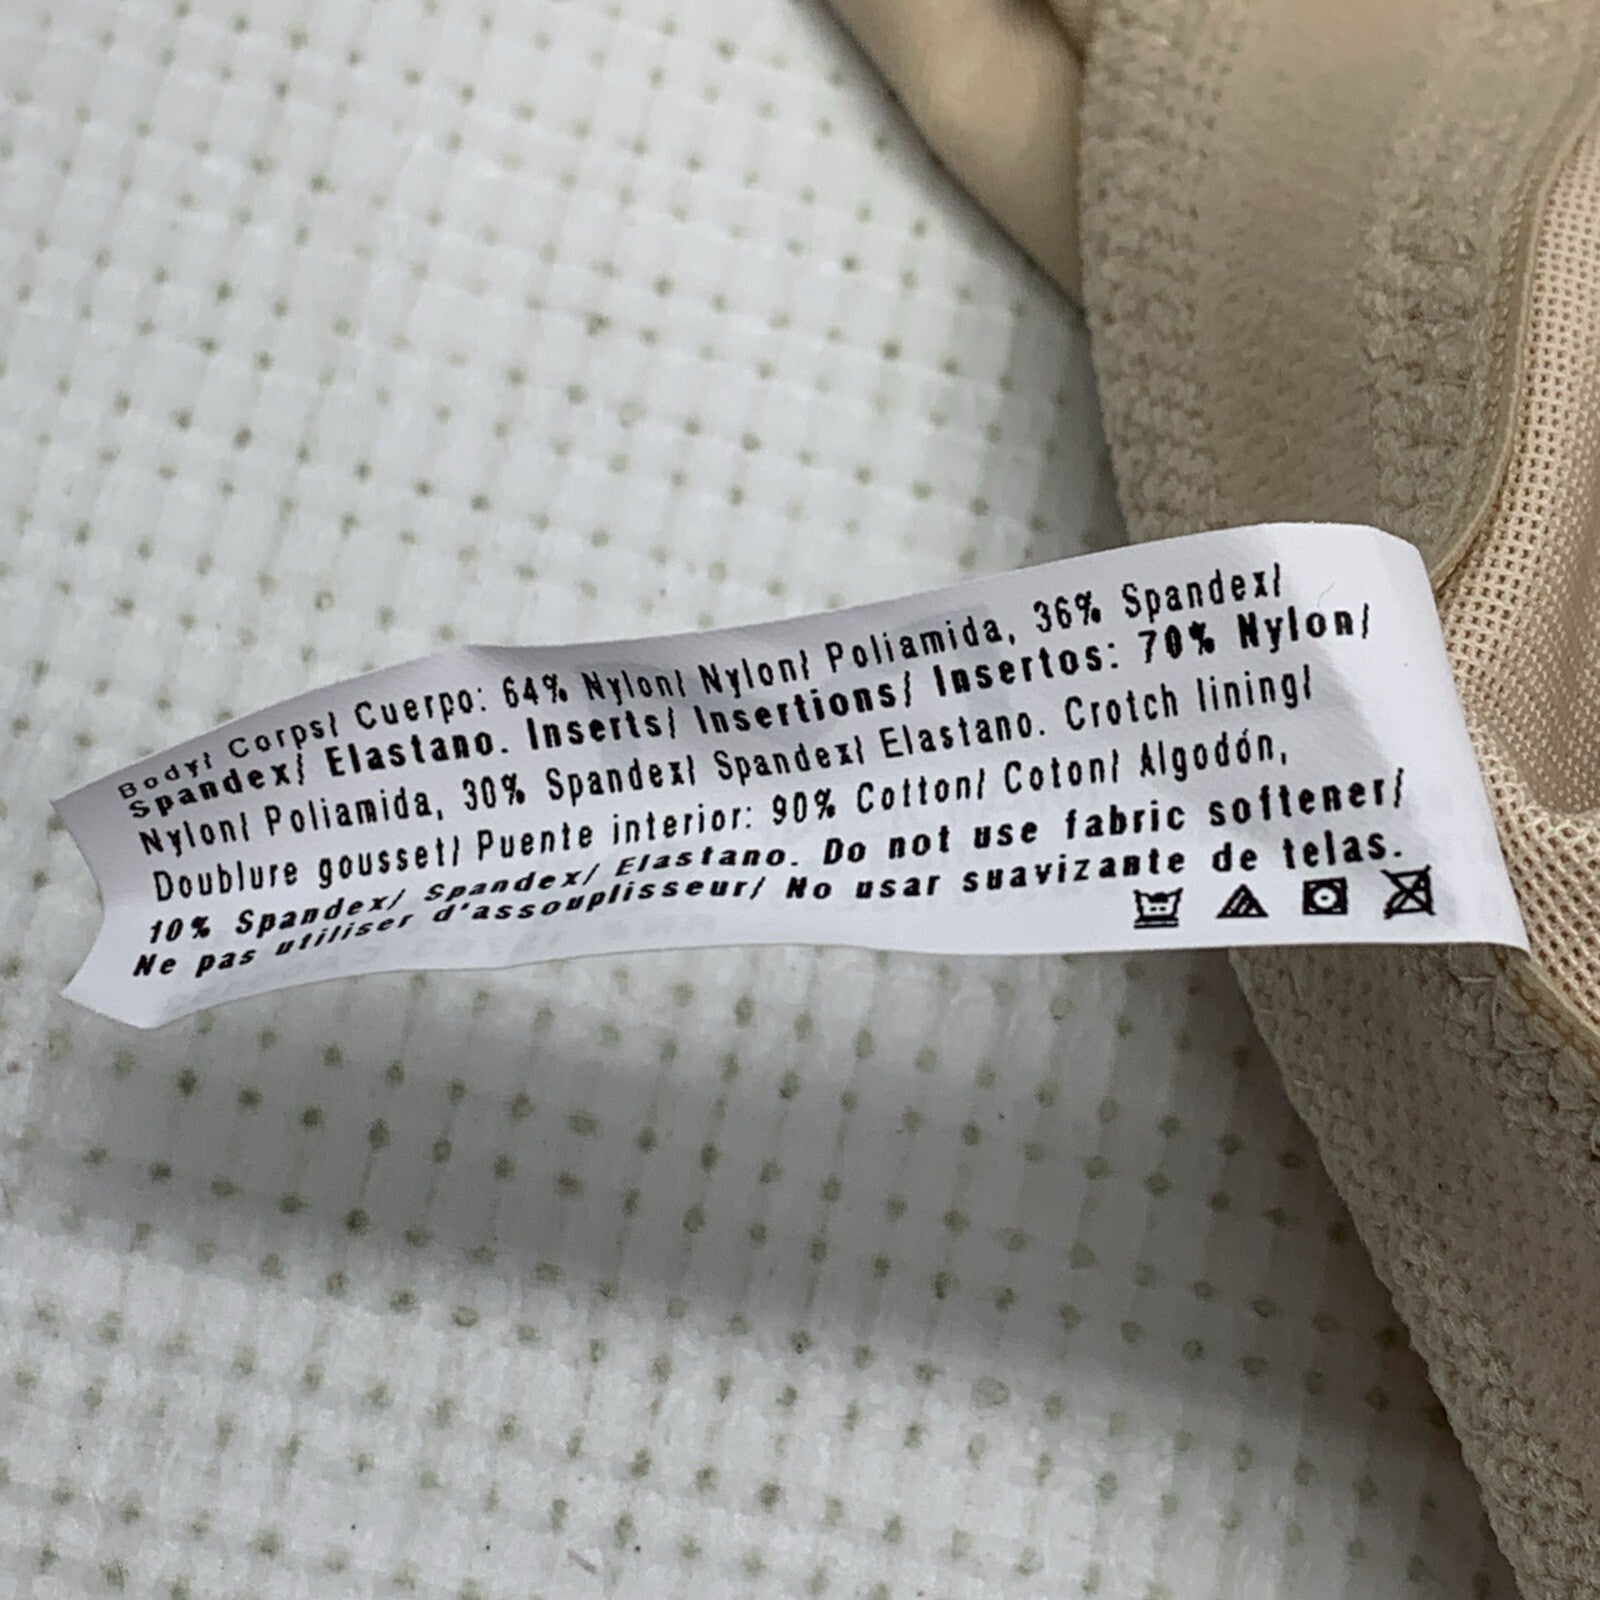 Body/ Corps/ Cuerpo: 64% Nylon/ Nylon/ Poliamida, 36% Spandex/
Spandex/ Elastano. Inserts/ Insertions/ Insertos: 70% Nylon/
Nylon/ Poliamida, 30% Spandex/ Spandex/ Elastano. Crotch lining/
Doublure gousset/ Puente interior: 90% Cotton/ Coton/ Algodón,
10% Spandex/ Spandex/ Elastano. Do not use fabric softener/
Ne pas utiliser d'assouplisseur/ No usar suavizante de telas.